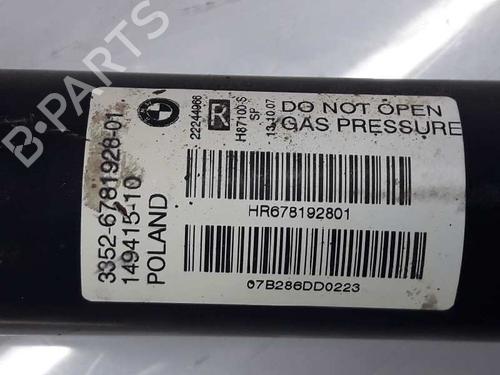 3352-6781928-01
149415-10
POLAND
22244966
R
H87100-S
SP
13.10.07
DO NOT OPEN
GAS PRESSURE
HR678192801
07B286DD0223
B-PARTS